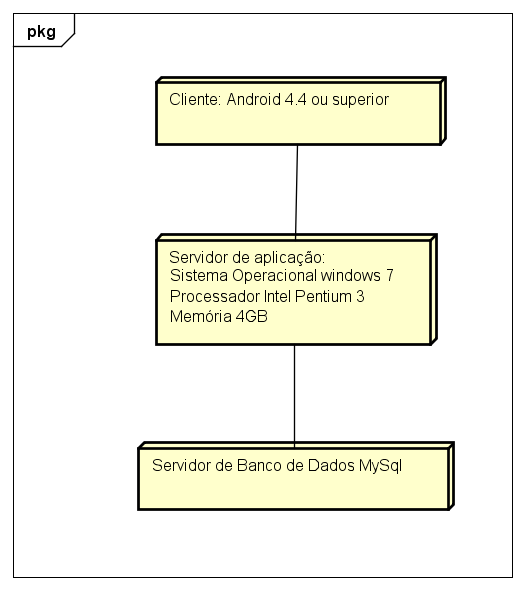 pkg
Cliente: Android 4.4 ou superior
Servidor de aplicação:
Sistema Operacional windows 7
Processador Intel Pentium 3
Memória 4GB
Servidor de Banco de Dados MySql